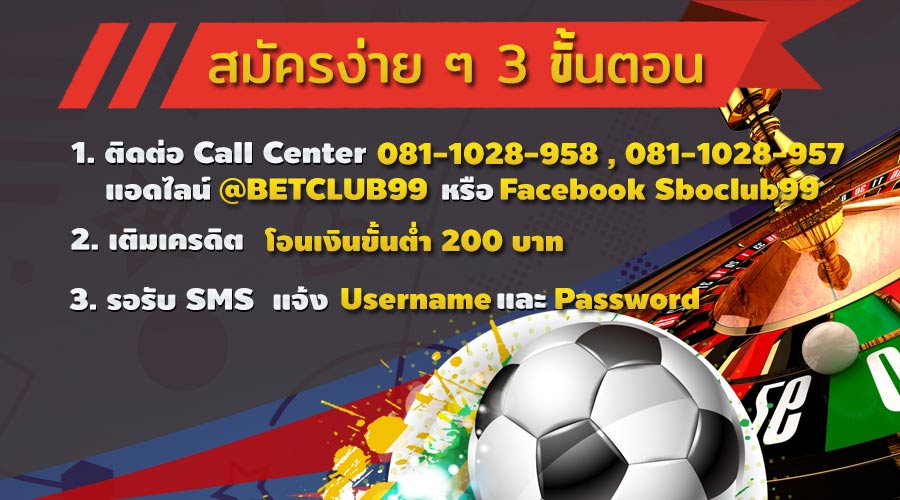 สมัครง่าย ๆ 3 ขั้นตอน
1. ติดต่อ Call Center 081-1028-958 , 081-1028-957
แอดไลน์ @BETCLUB99 หรือ Facebook Sboclub99
2. เติมเครดิต โอนเงินขั้นต่ำ 200 บาท
3. รอรับ SMS แจ้ง Username และ Password